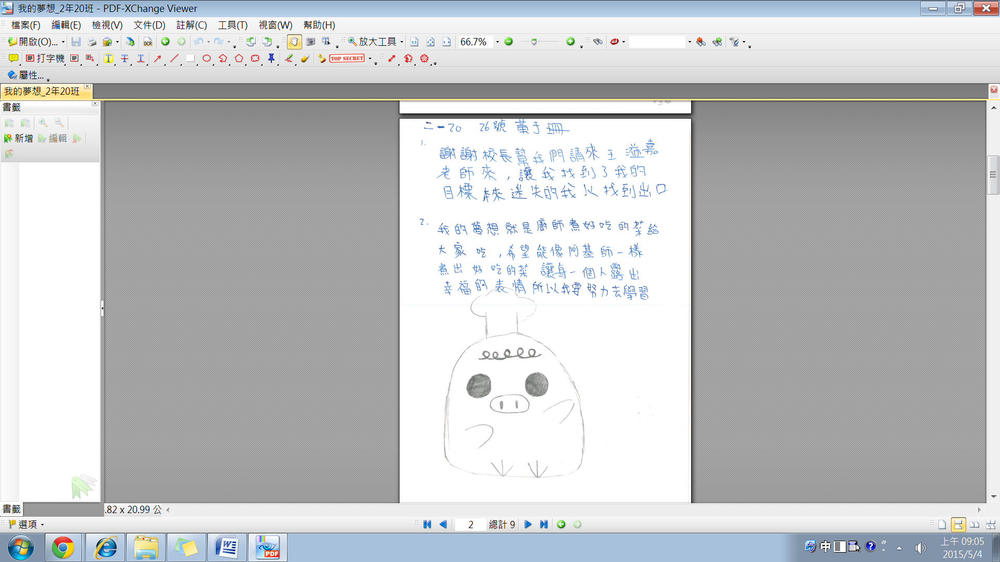 我的夢想_2年20班 - PDF-XChange Viewer
檔案(F) 編輯(E) 檢視(V) 文件(D) 註解(C) 工具(T) 視窗(W) 幫助(H)
開啟(O)... OCR 放大工具 1:1 66.7% Ask
打字機 T T T TOP SECRET
屬性...
我的夢想_2年20班
書籤
新增 編輯
二-20 26號 黃于珊
1.
謝謝校長幫我們請來王溢嘉
老師來,讓我找到了我的
目標本來迷失的我以找到出口
2.
我的夢想就是廚師煮好吃的菜給
大家吃,希望能像阿基師一樣
煮出好吃的菜讓每一個人露出
幸福的表情所以我要努力去學習
書籤
.82 x 20.99 公
選項
2 總計 9
PDF
中
上午 09:05
2015/5/4